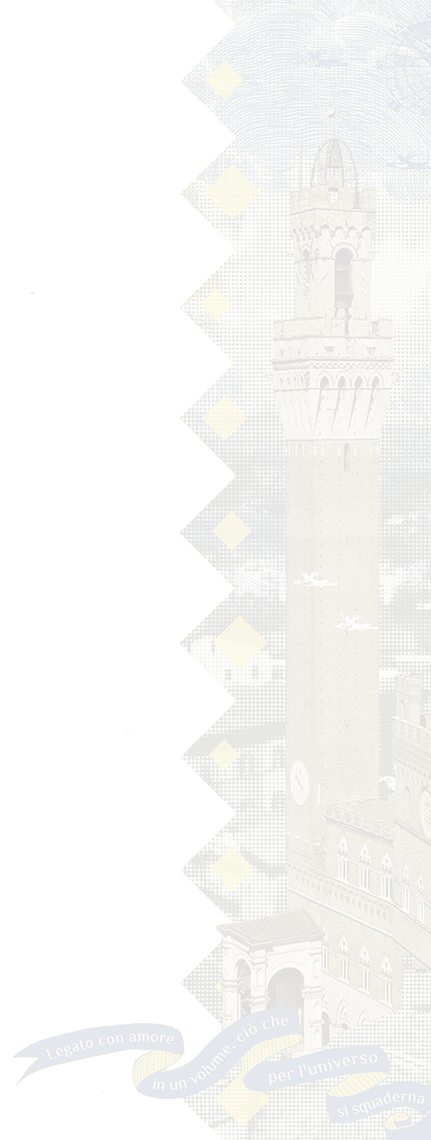 Legato con amore
in un volume, ciò che
per l'universo
si squaderna